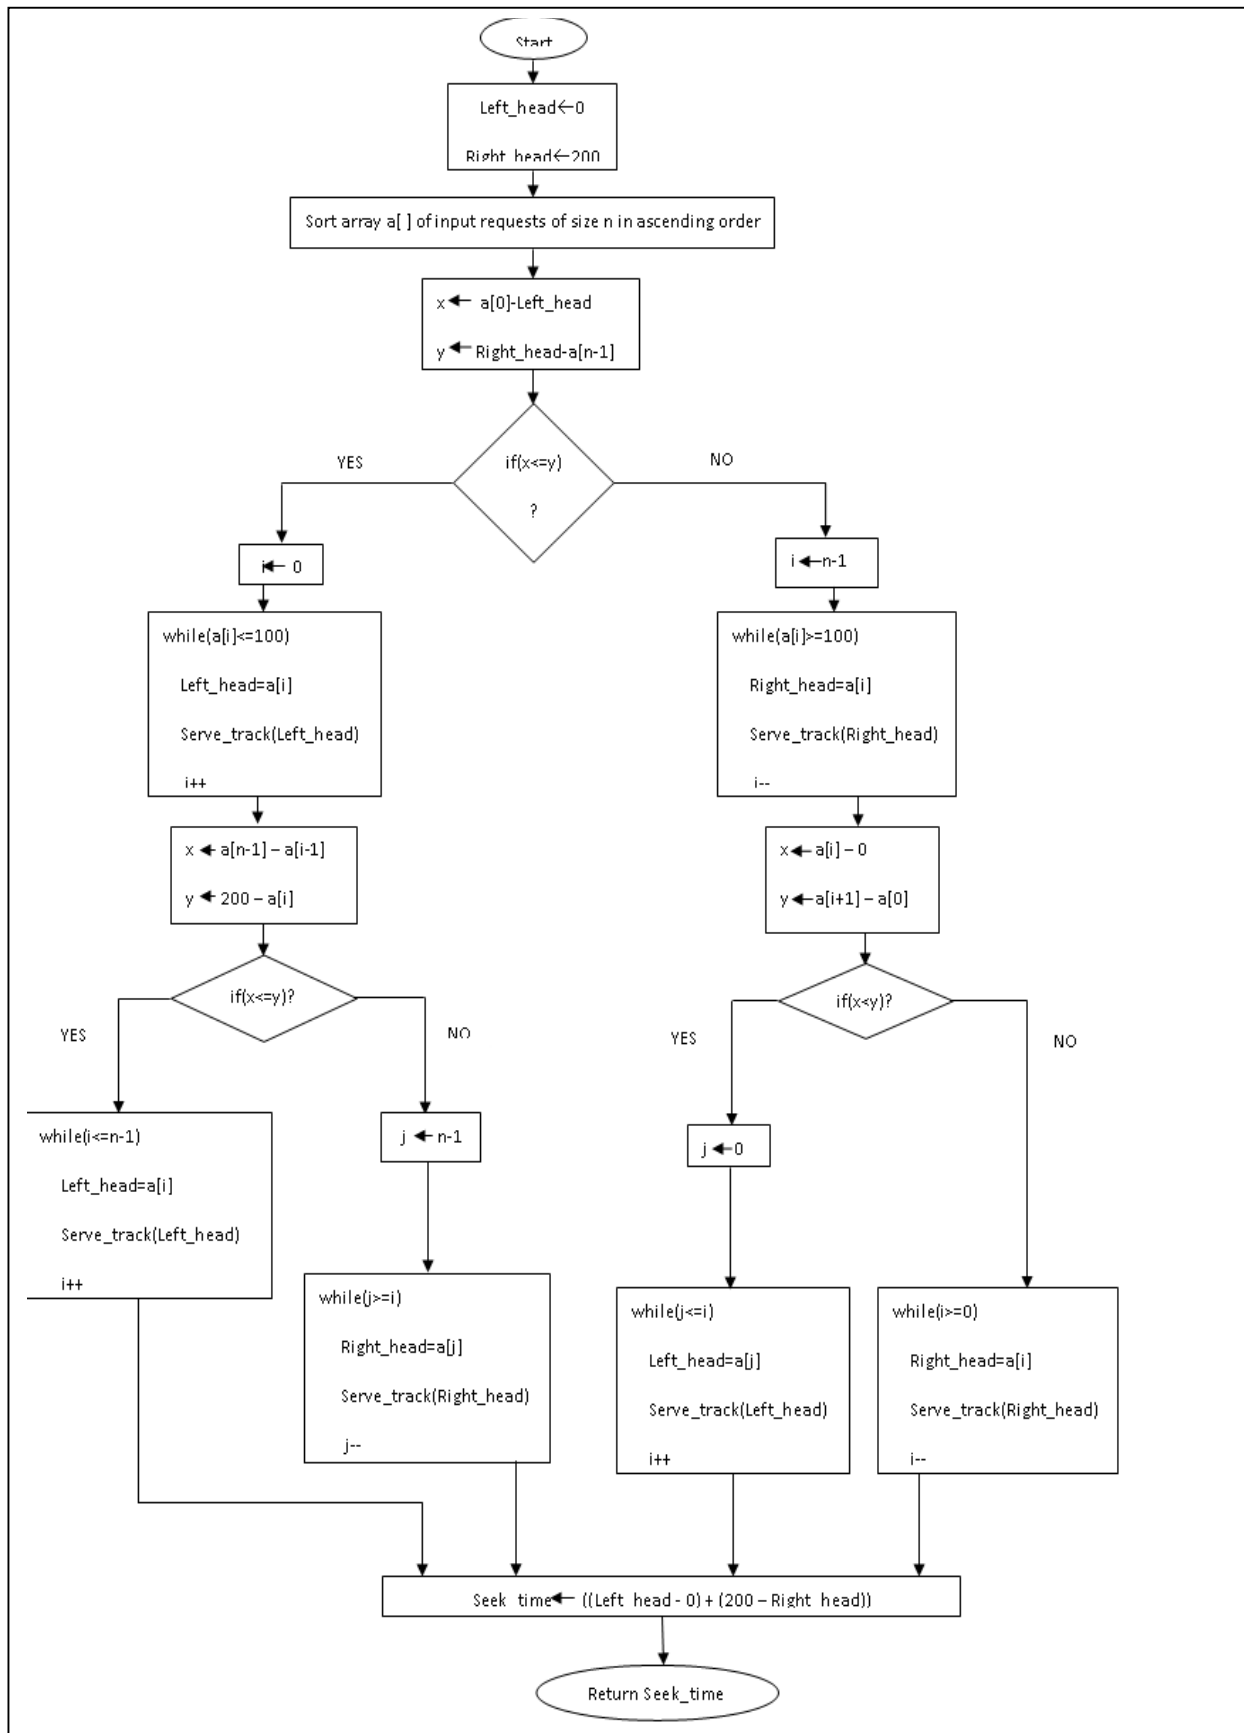 Start
Left_head←0
Right_head←200
Sort array a[ ] of input requests of size n in ascending order
x← a[0]-Left_head
y← Right_head-a[n-1]
if(x<=y)
?
YES
NO
i← 0
while(a[i]<=100)
Left_head=a[i]
Serve_track(Left_head)
i++
x← a[n-1] – a[i-1]
y← 200 – a[i]
if(x<=y)?
YES
NO
while(i<=n-1)
Left_head=a[i]
Serve_track(Left_head)
i++
j ← n-1
while(j>=i)
Right_head=a[j]
Serve_track(Right_head)
j--
i←n-1
while(a[i]>=100)
Right_head=a[i]
Serve_track(Right_head)
i--
x←a[i] – 0
y←a[i+1] – a[0]
if(x<y)?
YES
NO
j←0
while(j<=i)
Left_head=a[j]
Serve_track(Left_head)
i++
while(i>=0)
Right_head=a[i]
Serve_track(Right_head)
i--
Seek_time← ((Left_head - 0) + (200 – Right_head))
Return Seek_time